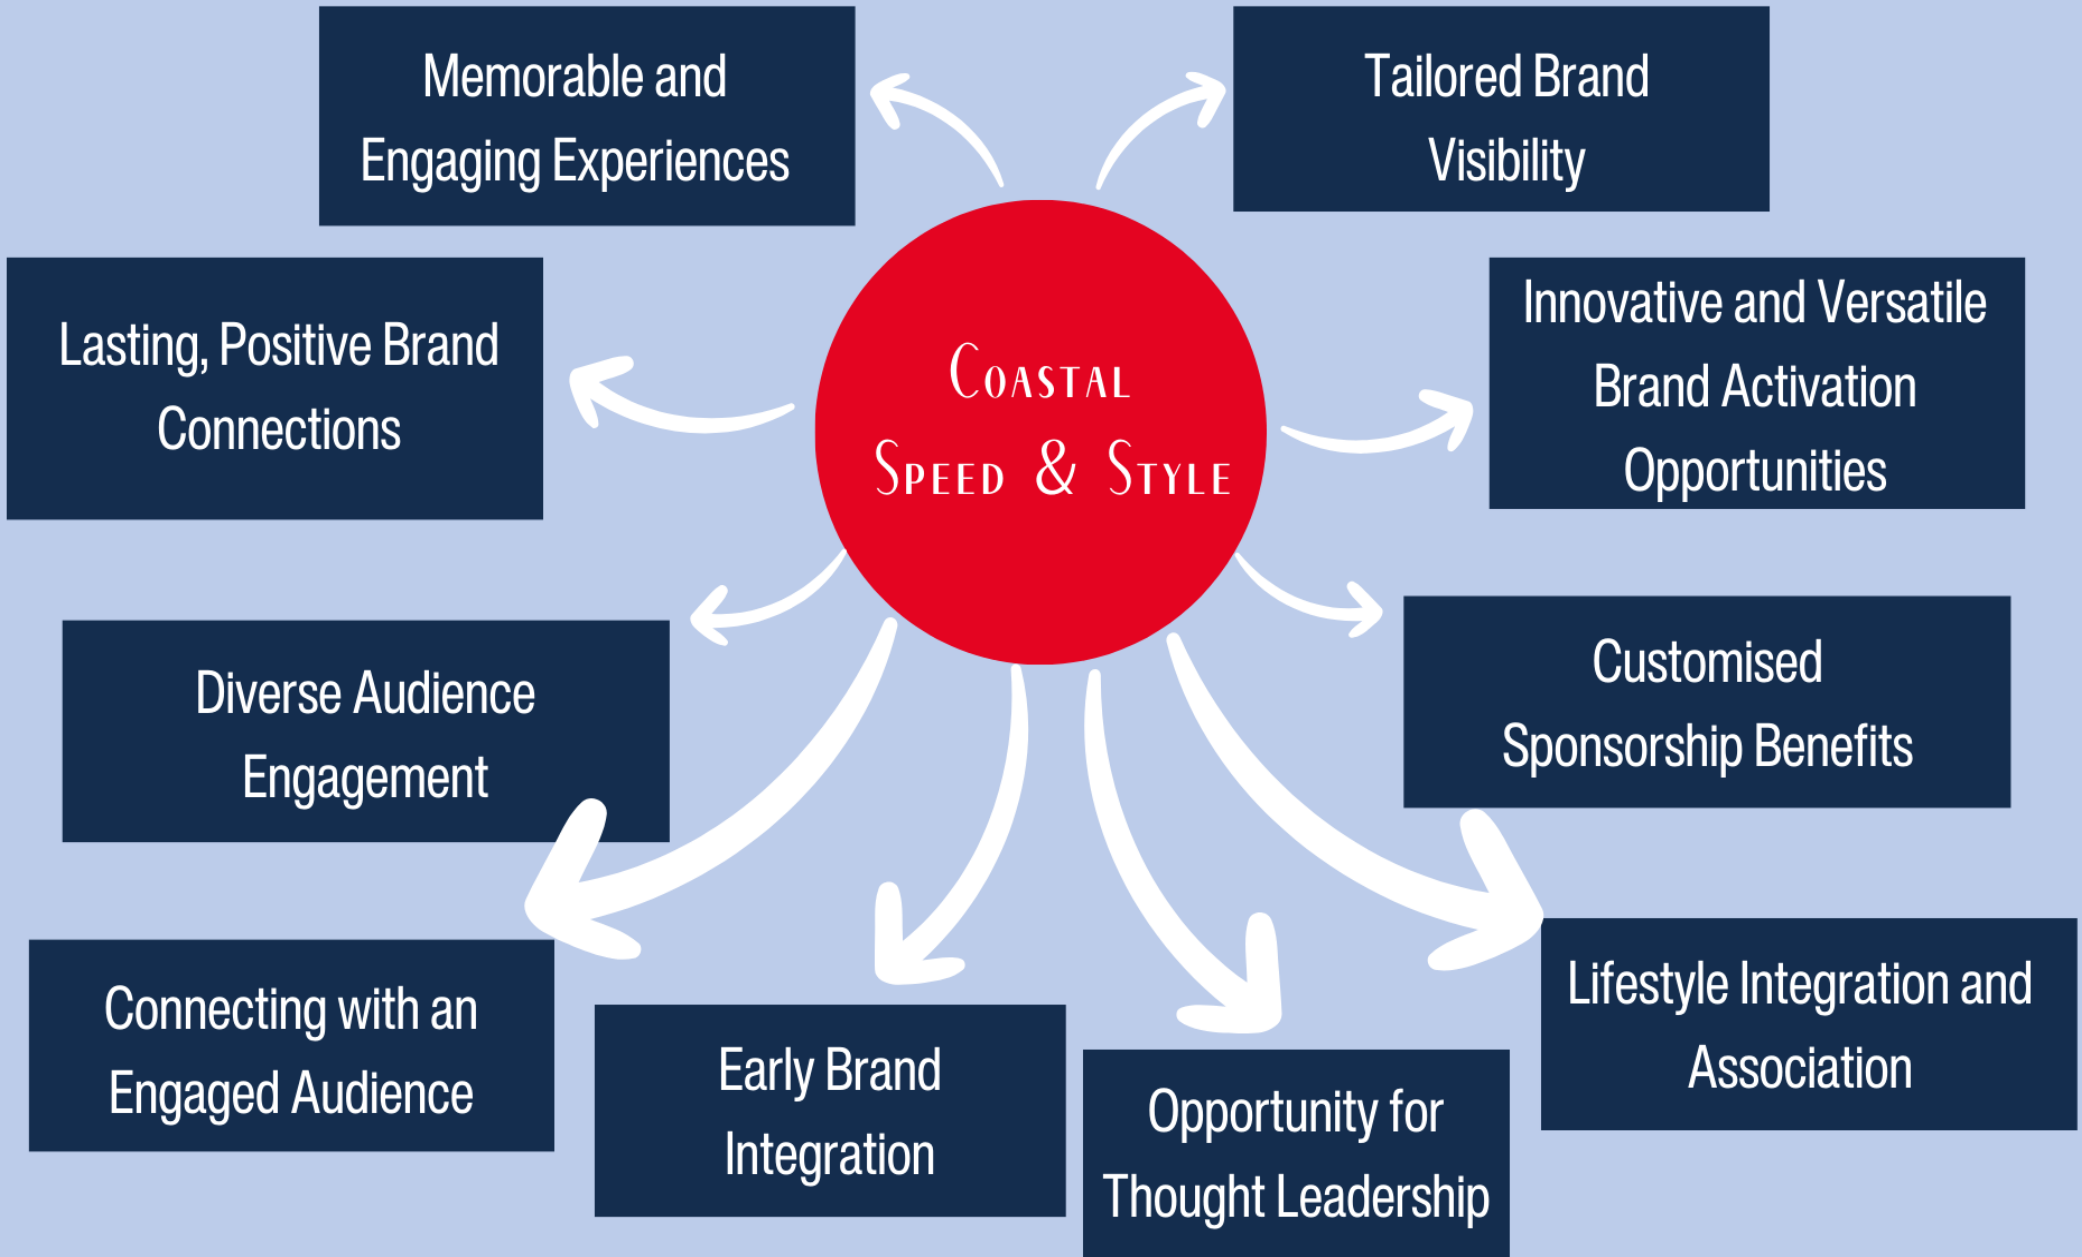 Memorable and
Engaging Experiences
Tailored Brand
Visibility
Lasting, Positive Brand
Connections
Coastal
Speed & Style
Innovative and Versatile
Brand Activation
Opportunities
Diverse Audience
Engagement
Customised
Sponsorship Benefits
Connecting with an
Engaged Audience
Early Brand
Integration
Opportunity for
Thought Leadership
Lifestyle Integration and
Association